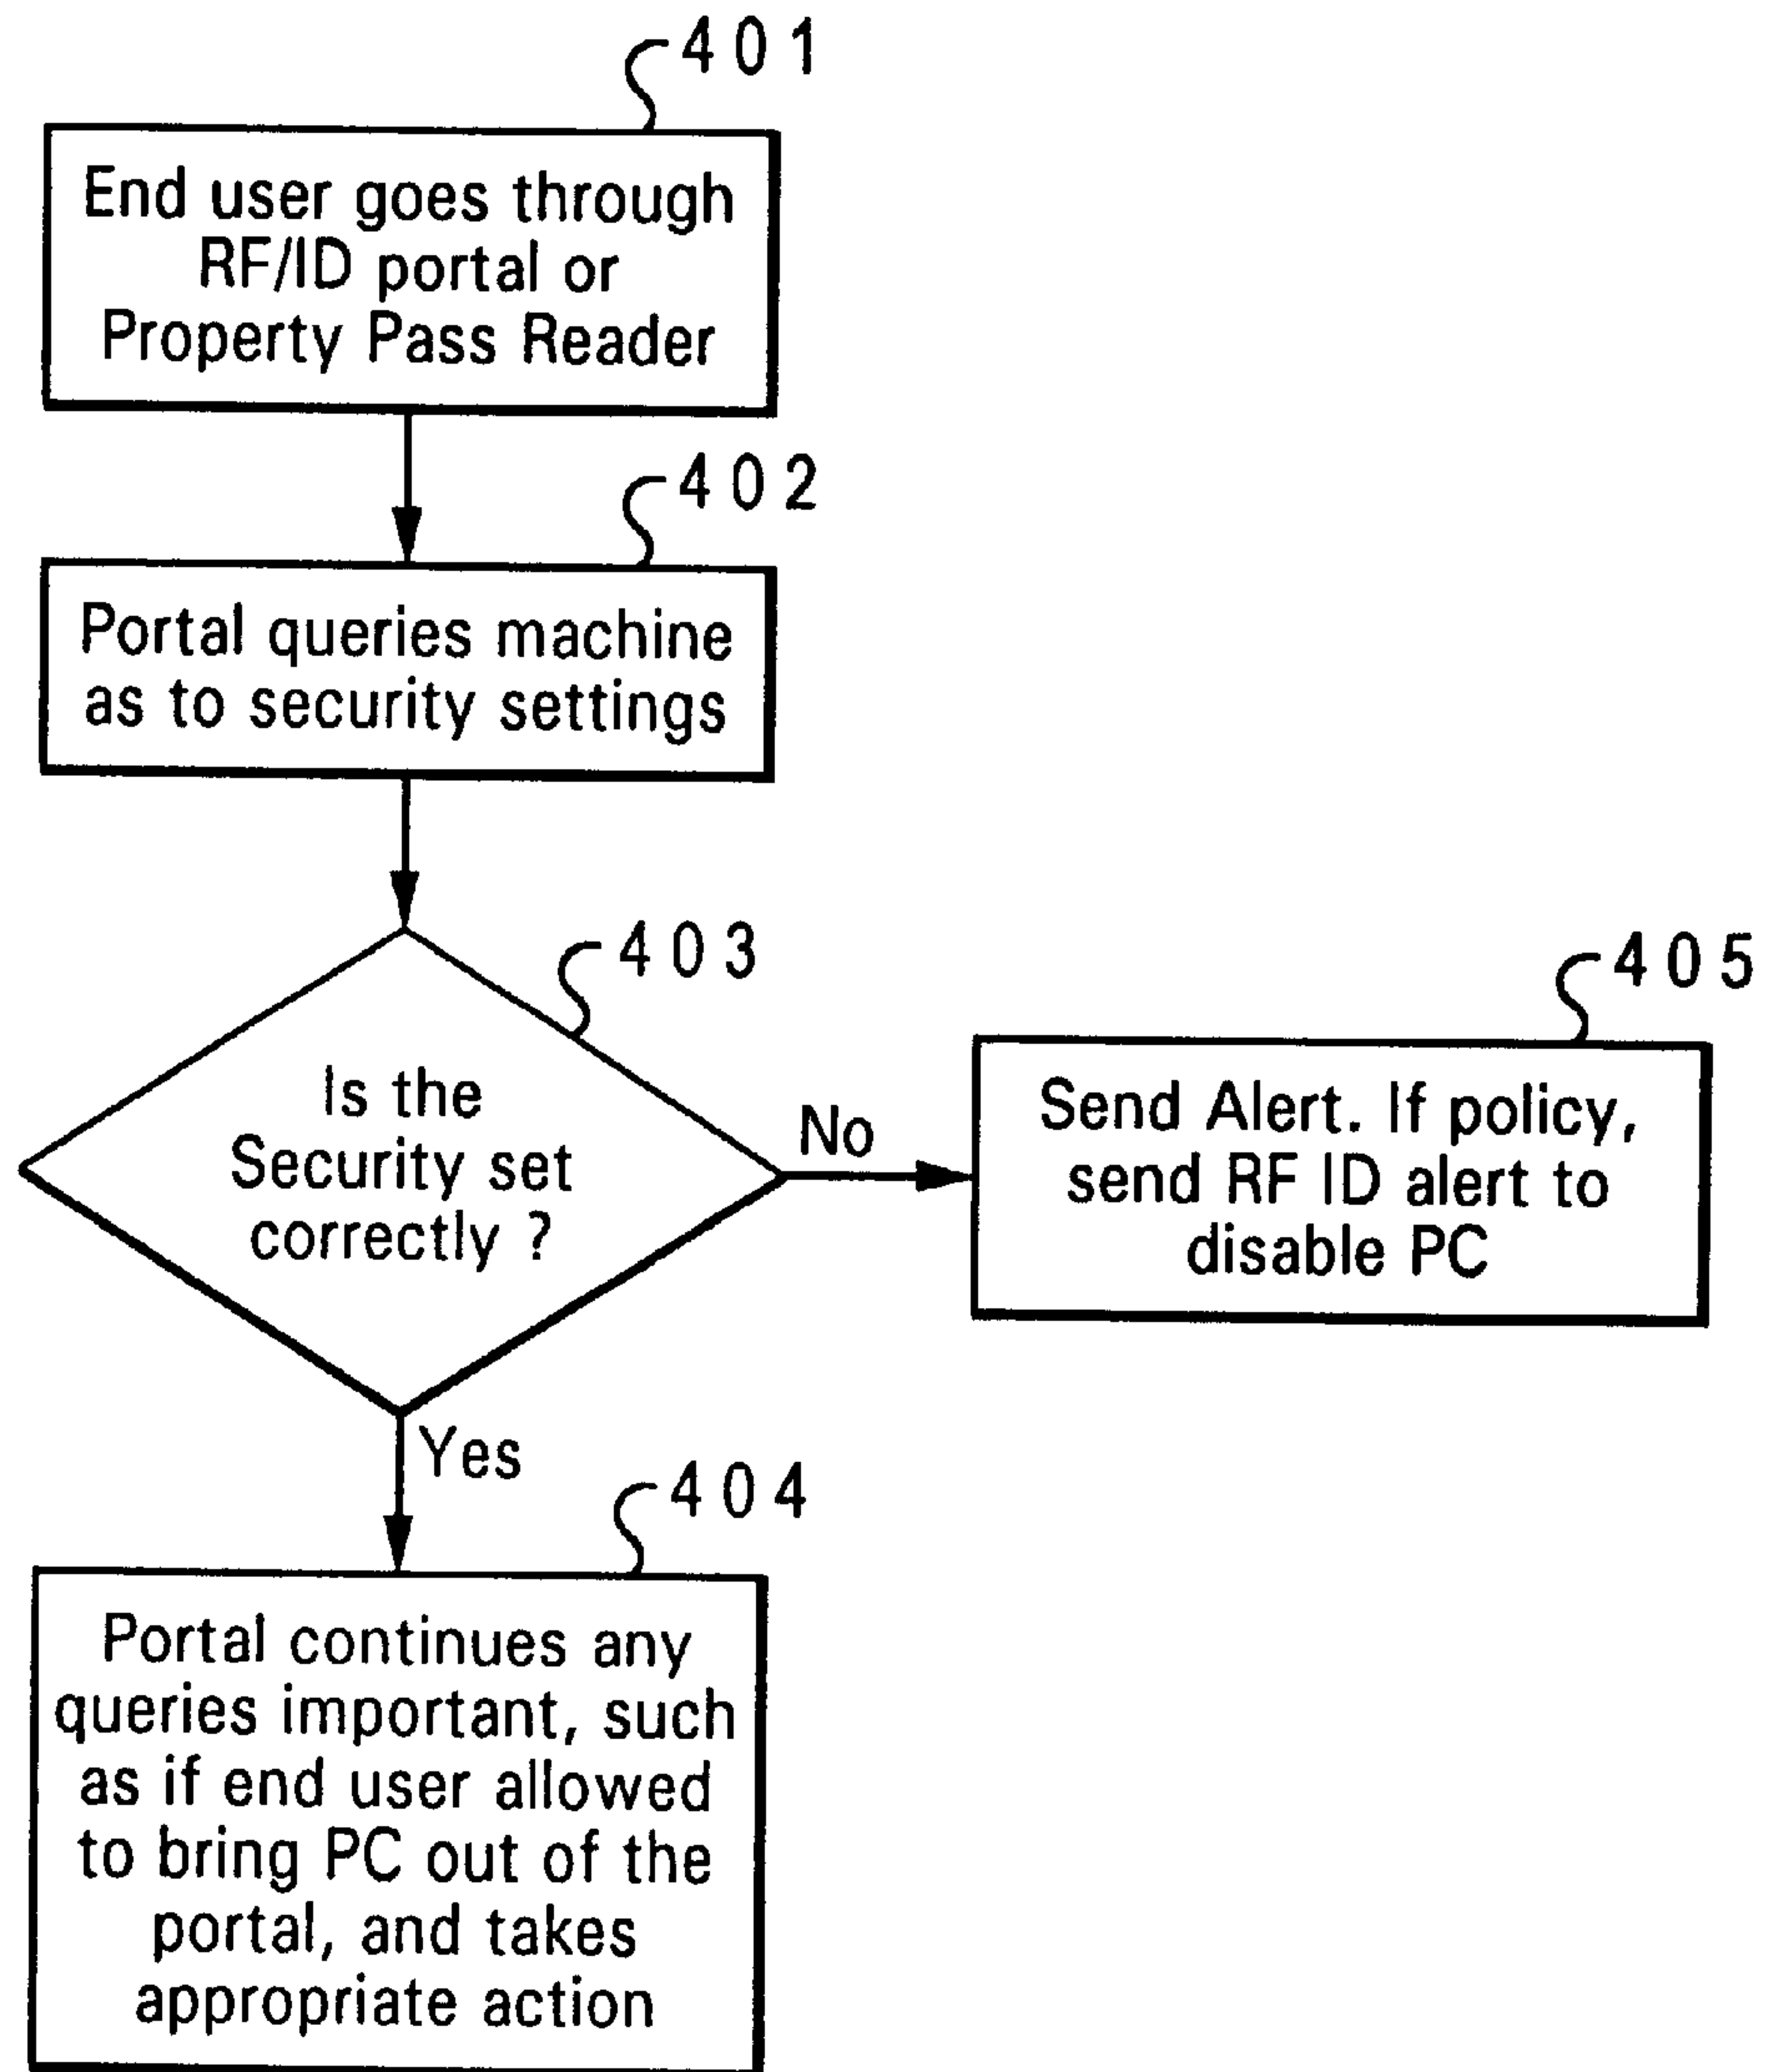 401
End user goes through
RF/ID portal or
Property Pass Reader
402
Portal queries machine
as to security settings
403
Is the
Security set
correctly ?
No
405
Send Alert. If policy,
send RF ID alert to
disable PC
Yes
404
Portal continues any
queries important, such
as if end user allowed
to bring PC out of the
portal, and takes
appropriate action